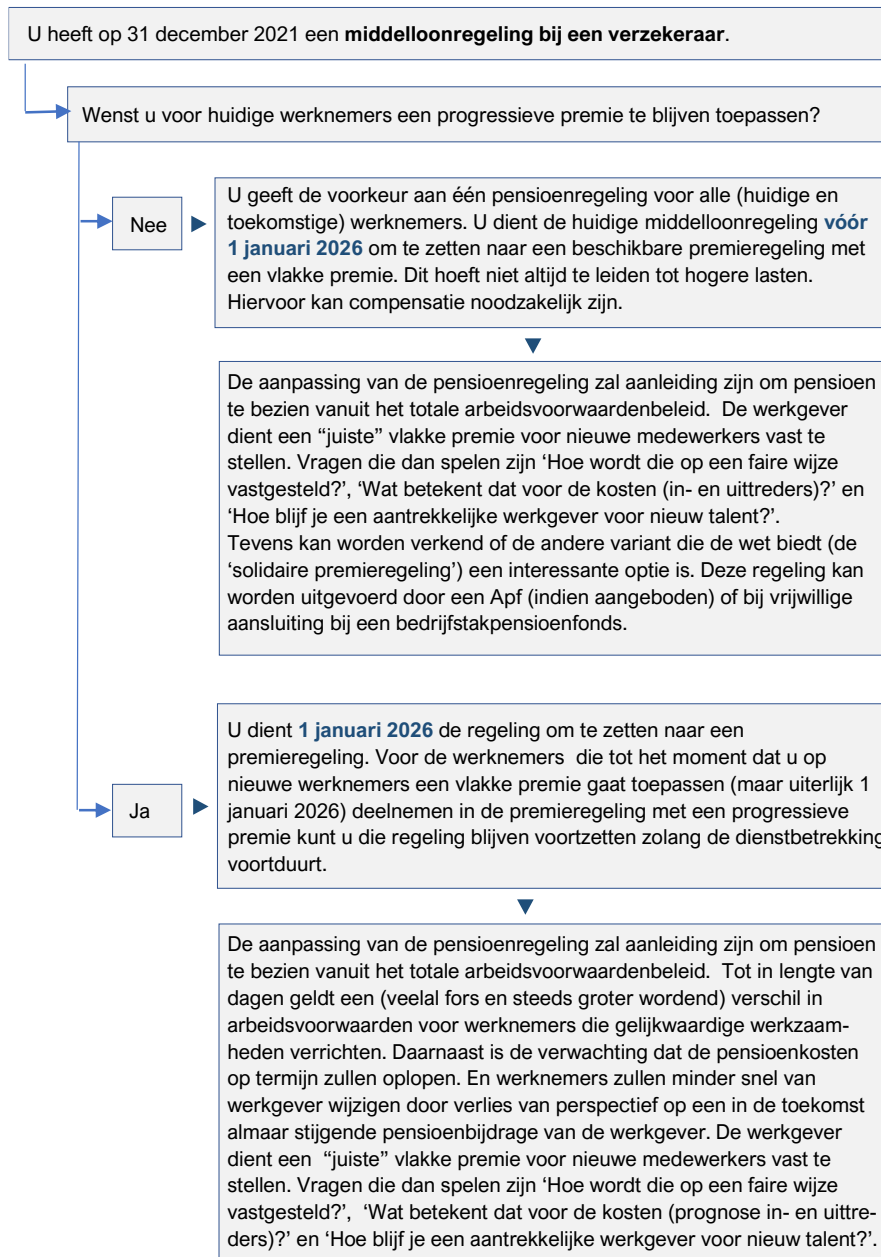 U heeft op 31 december 2021 een middelloonregeling bij een verzekeraar.
Wenst u voor huidige werknemers een progressieve premie te blijven toepassen?
Nee
U geeft de voorkeur aan één pensioenregeling voor alle (huidige en
toekomstige) werknemers. U dient de huidige middelloonregeling vóór
1 januari 2026 om te zetten naar een beschikbare premieregeling met
een vlakke premie. Dit hoeft niet altijd te leiden tot hogere lasten.
Hiervoor kan compensatie noodzakelijk zijn.
De aanpassing van de pensioenregeling zal aanleiding zijn om pensioen
te bezien vanuit het totale arbeidsvoorwaardenbeleid. De werkgever
dient een “juiste” vlakke premie voor nieuwe medewerkers vast te
stellen. Vragen die dan spelen zijn ‘Hoe wordt die op een faire wijze
vastgesteld?’, ‘Wat betekent dat voor de kosten (in- en uittreders)?’ en
‘Hoe blijf je een aantrekkelijke werkgever voor nieuw talent?’.
Tevens kan worden verkend of de andere variant die de wet biedt (de
‘solidaire premieregeling’) een interessante optie is. Deze regeling kan
worden uitgevoerd door een Apf (indien aangeboden) of bij vrijwillige
aansluiting bij een bedrijfstakpensioenfonds.
Ja
U dient 1 januari 2026 de regeling om te zetten naar een
premieregeling. Voor de werknemers die tot het moment dat u op
nieuwe werknemers een vlakke premie gaat toepassen (maar uiterlijk 1
januari 2026) deelnemen in de premieregeling met een progressieve
premie kunt u die regeling blijven voortzetten zolang de dienstbetrekking
voortduurt.
De aanpassing van de pensioenregeling zal aanleiding zijn om pensioen
te bezien vanuit het totale arbeidsvoorwaardenbeleid. Tot in lengte van
dagen geldt een (veelal fors en steeds groter wordend) verschil in
arbeidsvoorwaarden voor werknemers die gelijkwaardige werkzaam-
heden verrichten. Daarnaast is de verwachting dat de pensioenkosten
op termijn zullen oplopen. En werknemers zullen minder snel van
werkgever wijzigen door verlies van perspectief op een in de toekomst
almaar stijgende pensioenbijdrage van de werkgever. De werkgever
dient een “juiste” vlakke premie voor nieuwe medewerkers vast te
stellen. Vragen die dan spelen zijn ‘Hoe wordt die op een faire wijze
vastgesteld?’, ‘Wat betekent dat voor de kosten (prognose in- en uittre-
ders)?’ en ‘Hoe blijf je een aantrekkelijke werkgever voor nieuw talent?’.